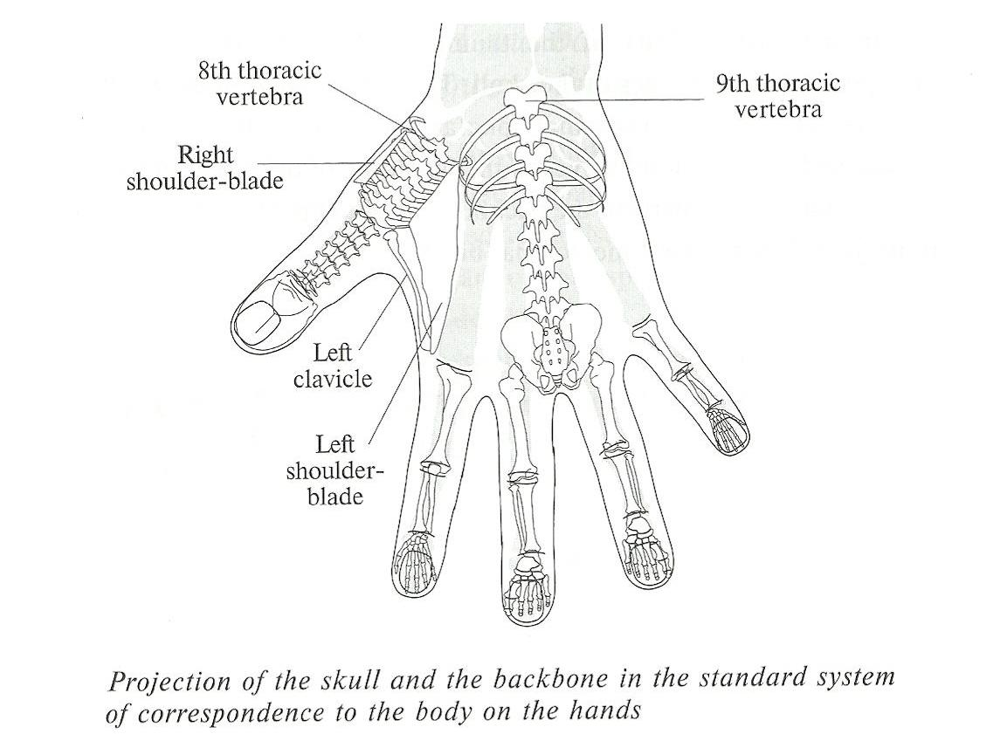 8th thoracic
vertebra
9th thoracic
vertebra
Right
shoulder-blade
Left
clavicle
Left
shoulder-
blade
Projection of the skull and the backbone in the standard system
of correspondence to the body on the hands